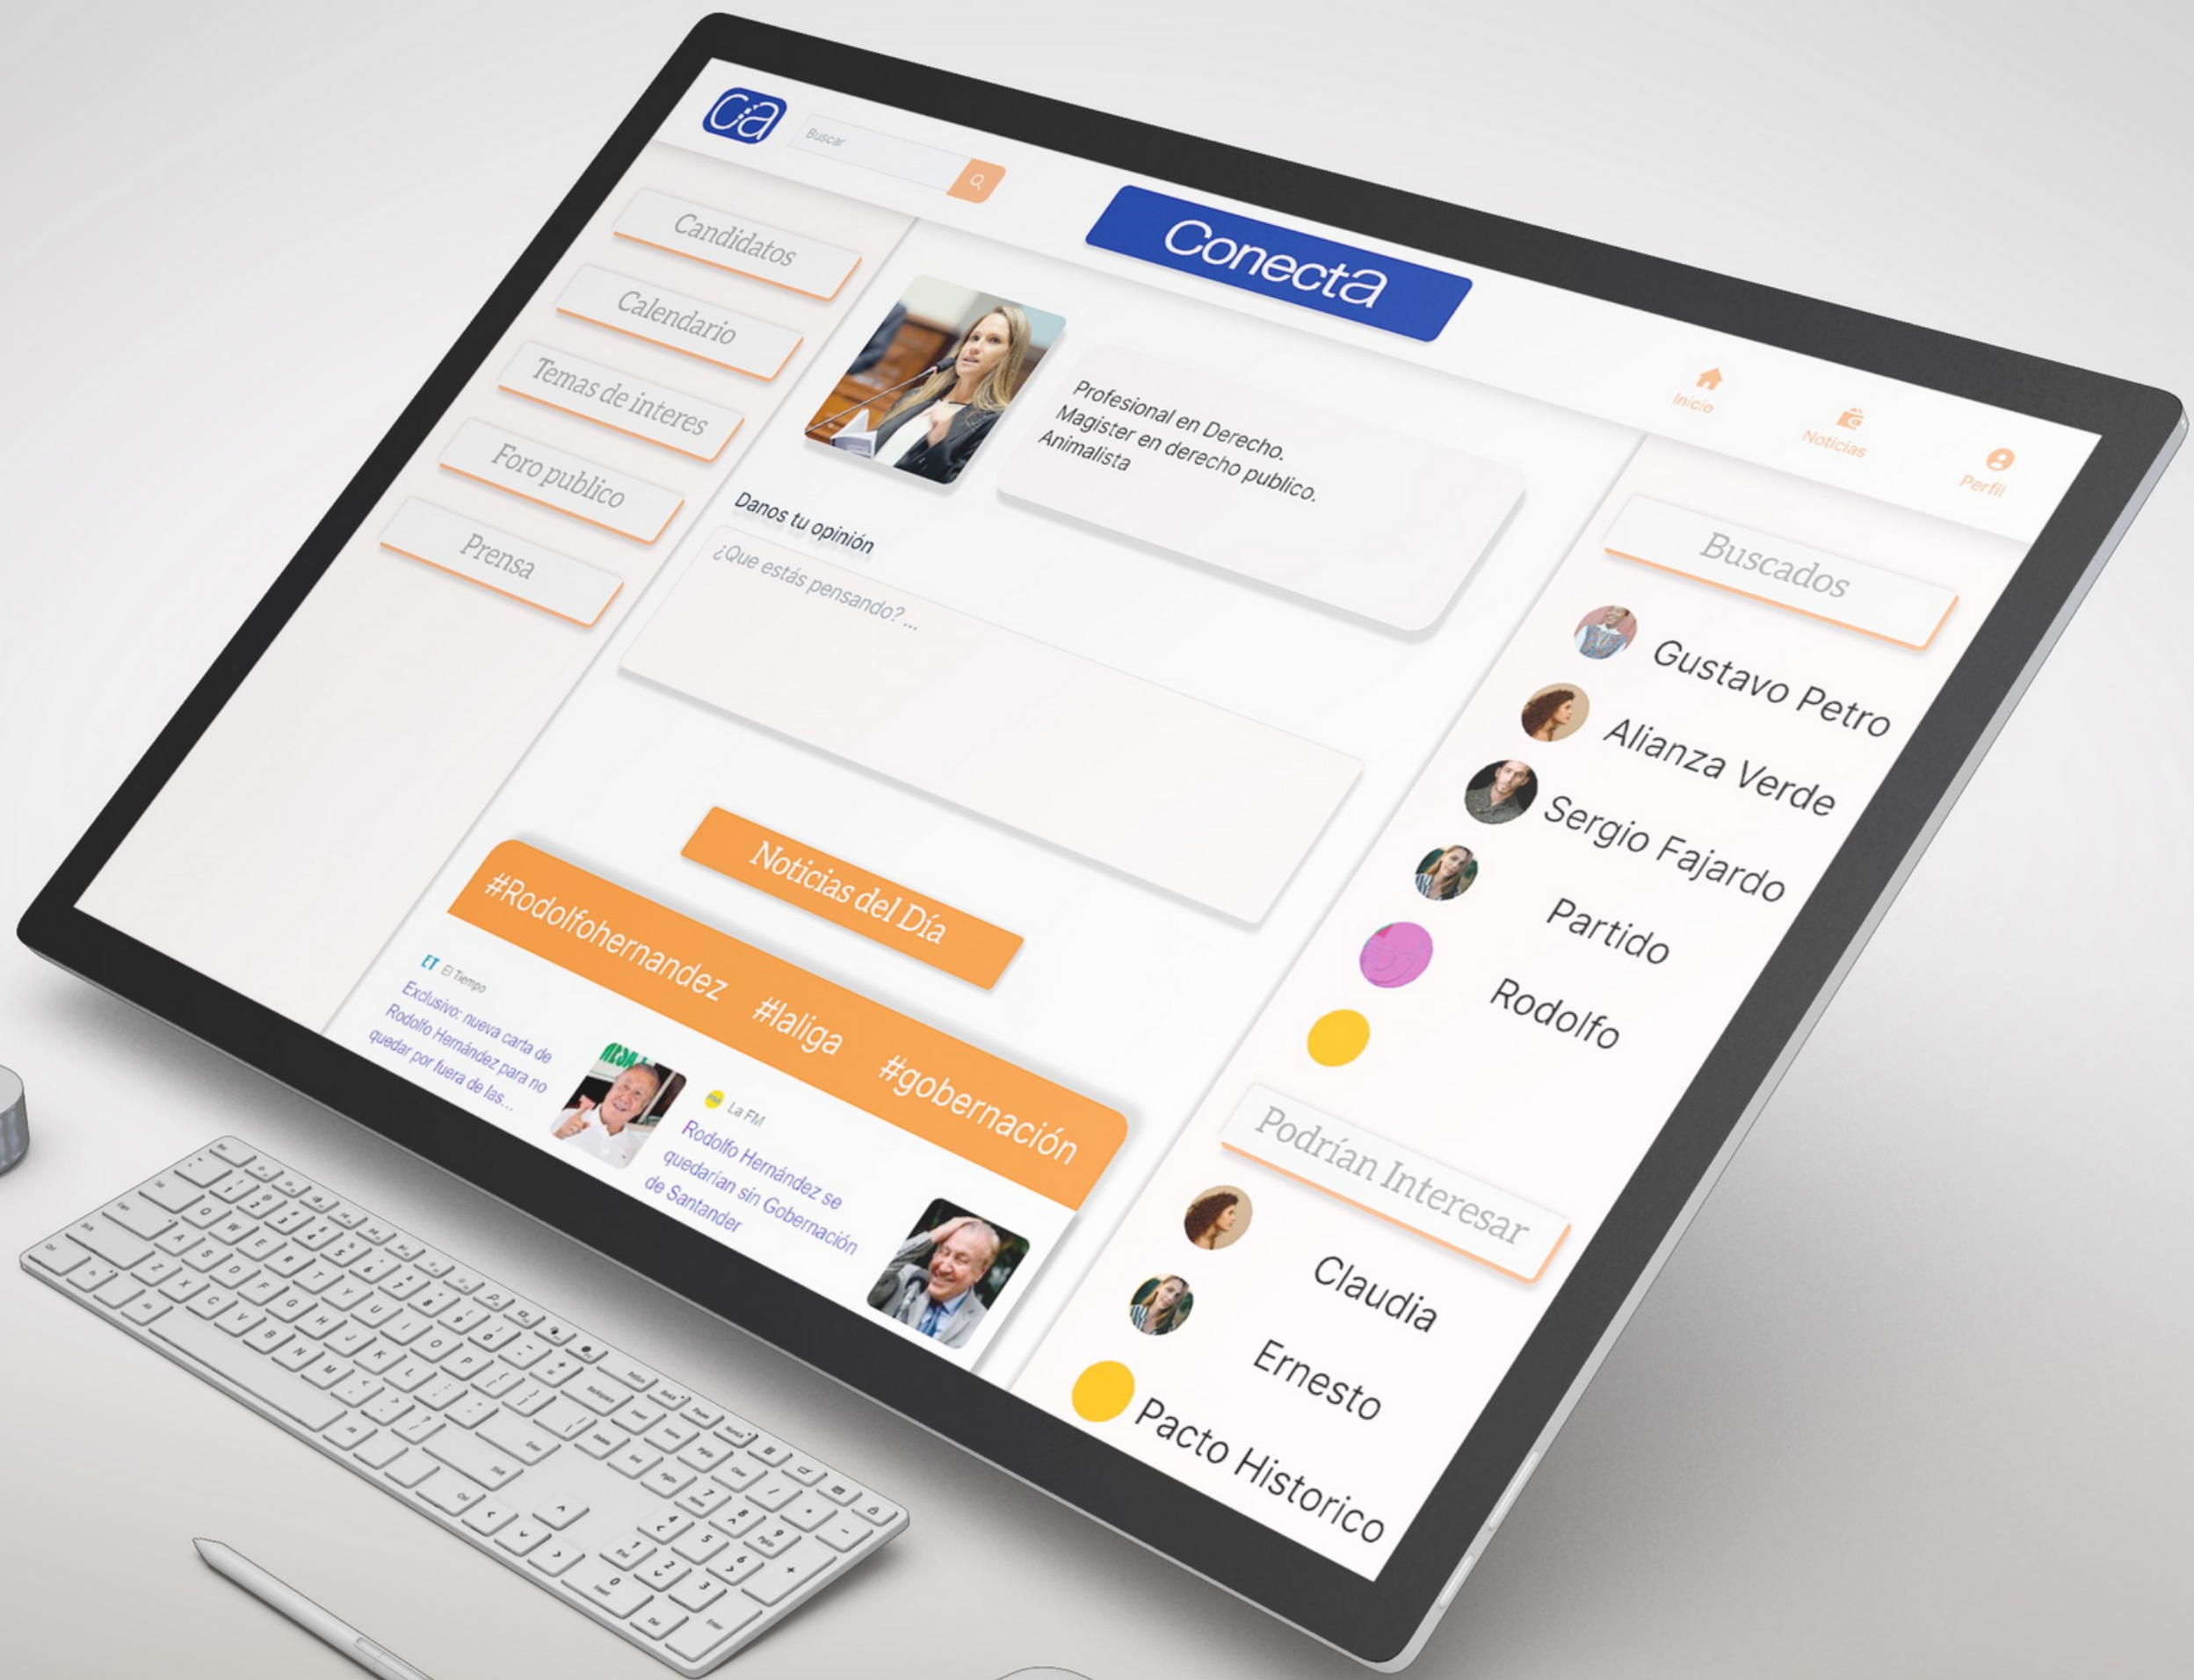 ca
Buscar
Conecta
Inicio
Noticias
Perfil
Candidatos
Calendario
Temas de interes
Foro publico
Prensa
Profesional en Derecho.
Magister en derecho publico.
Animalista
Danos tu opinión
¿Que estás pensando? ...
Noticias del Día
#Rodolfohernandez #laliga #gobernación
ET El Tiempo
Exclusivo: nueva carta de
Rodolfo Hernández para no
quedar por fuera de las...
La FM
Rodolfo Hernández se
quedarían sin Gobernación
de Santander
Buscados
Gustavo Petro
Alianza Verde
Sergio Fajardo
Partido
Rodolfo
Podrían Interesar
Claudia
Ernesto
Pacto Historico